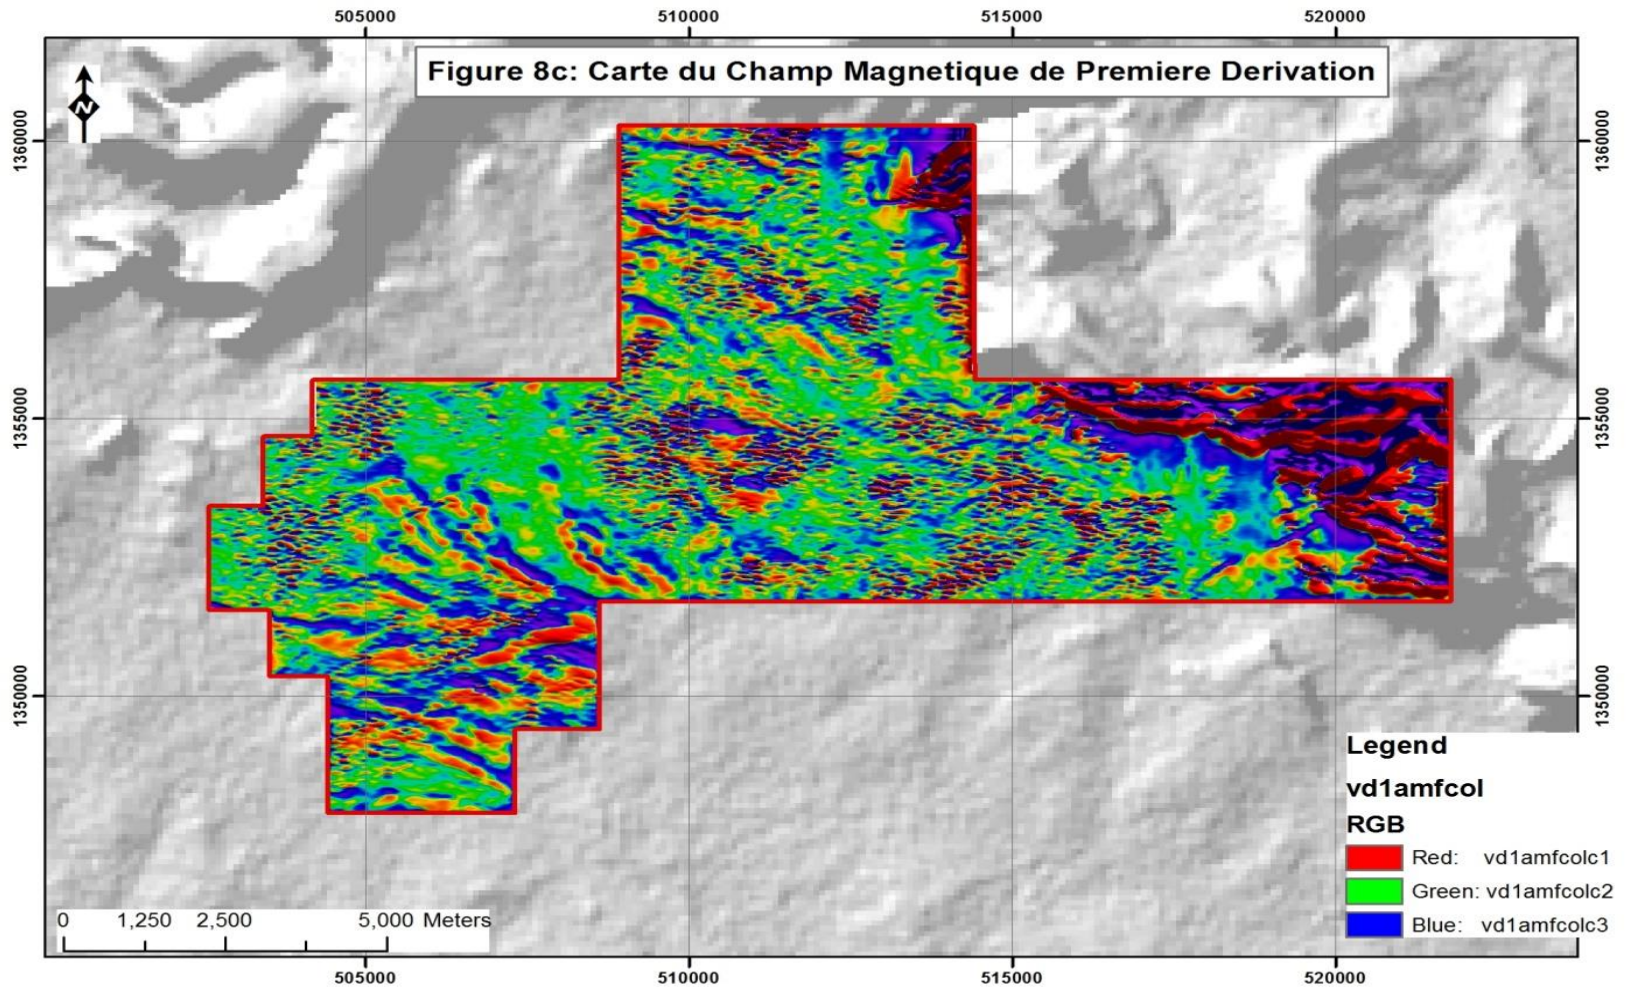 505000 510000 515000 520000
Figure 8c: Carte du Champ Magnetique de Premiere Derivation
N
1360000 1360000
1355000 1355000
1350000 1350000
Legend
vd1amfcol
RGB
Red: vd1amfcolc1
Green: vd1amfcolc2
Blue: vd1amfcolc3
0 1,250 2,500 5,000 Meters
505000 510000 515000 520000